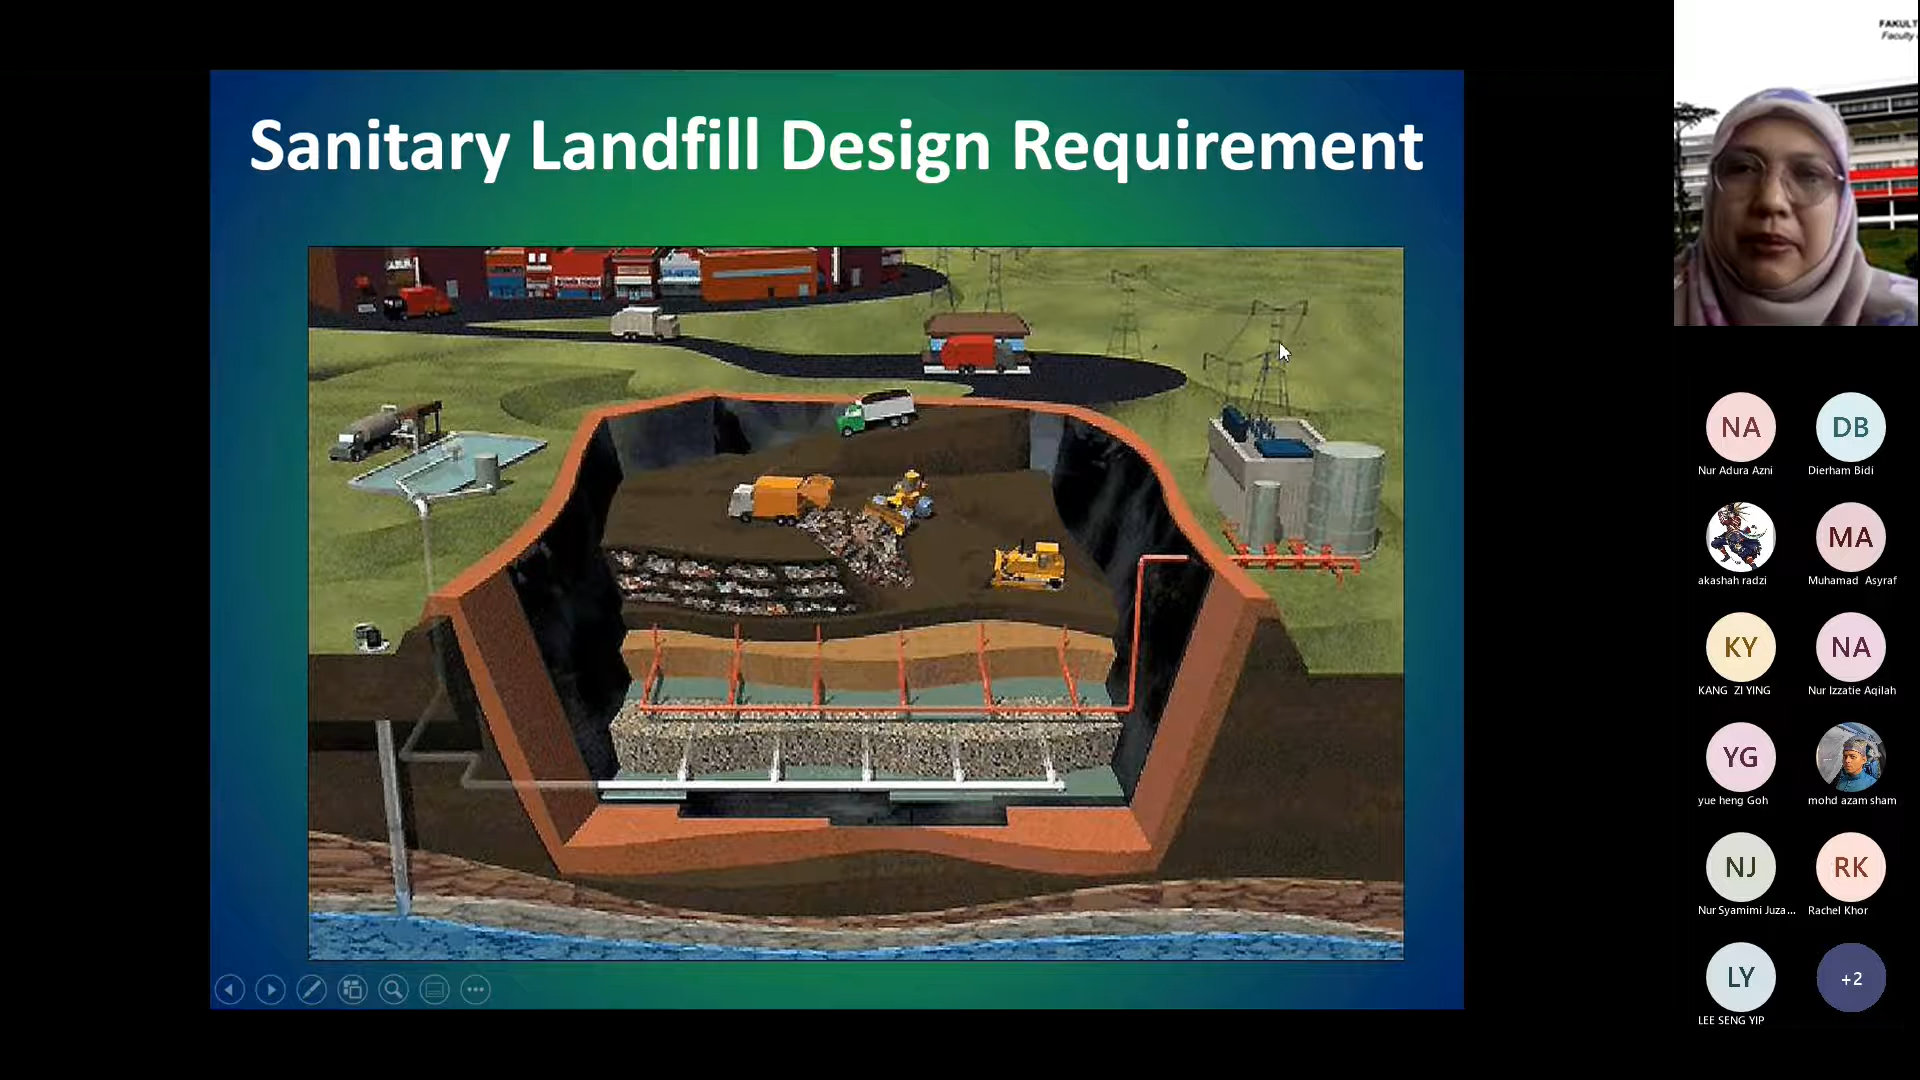 Sanitary Landfill Design Requirement
FAKULT
Faculty
NA
Nur Adura Azni
DB
Dierham Bidi
akashah radzi
MA
Muhamad Asyraf
KY
KANG ZI YING
NA
Nur Izzatie Aqilah
YG
yue heng Goh
mohd azam sham
NJ
Nur Syamimi Juza...
RK
Rachel Khor
LY
LEE SENG YIP
+2